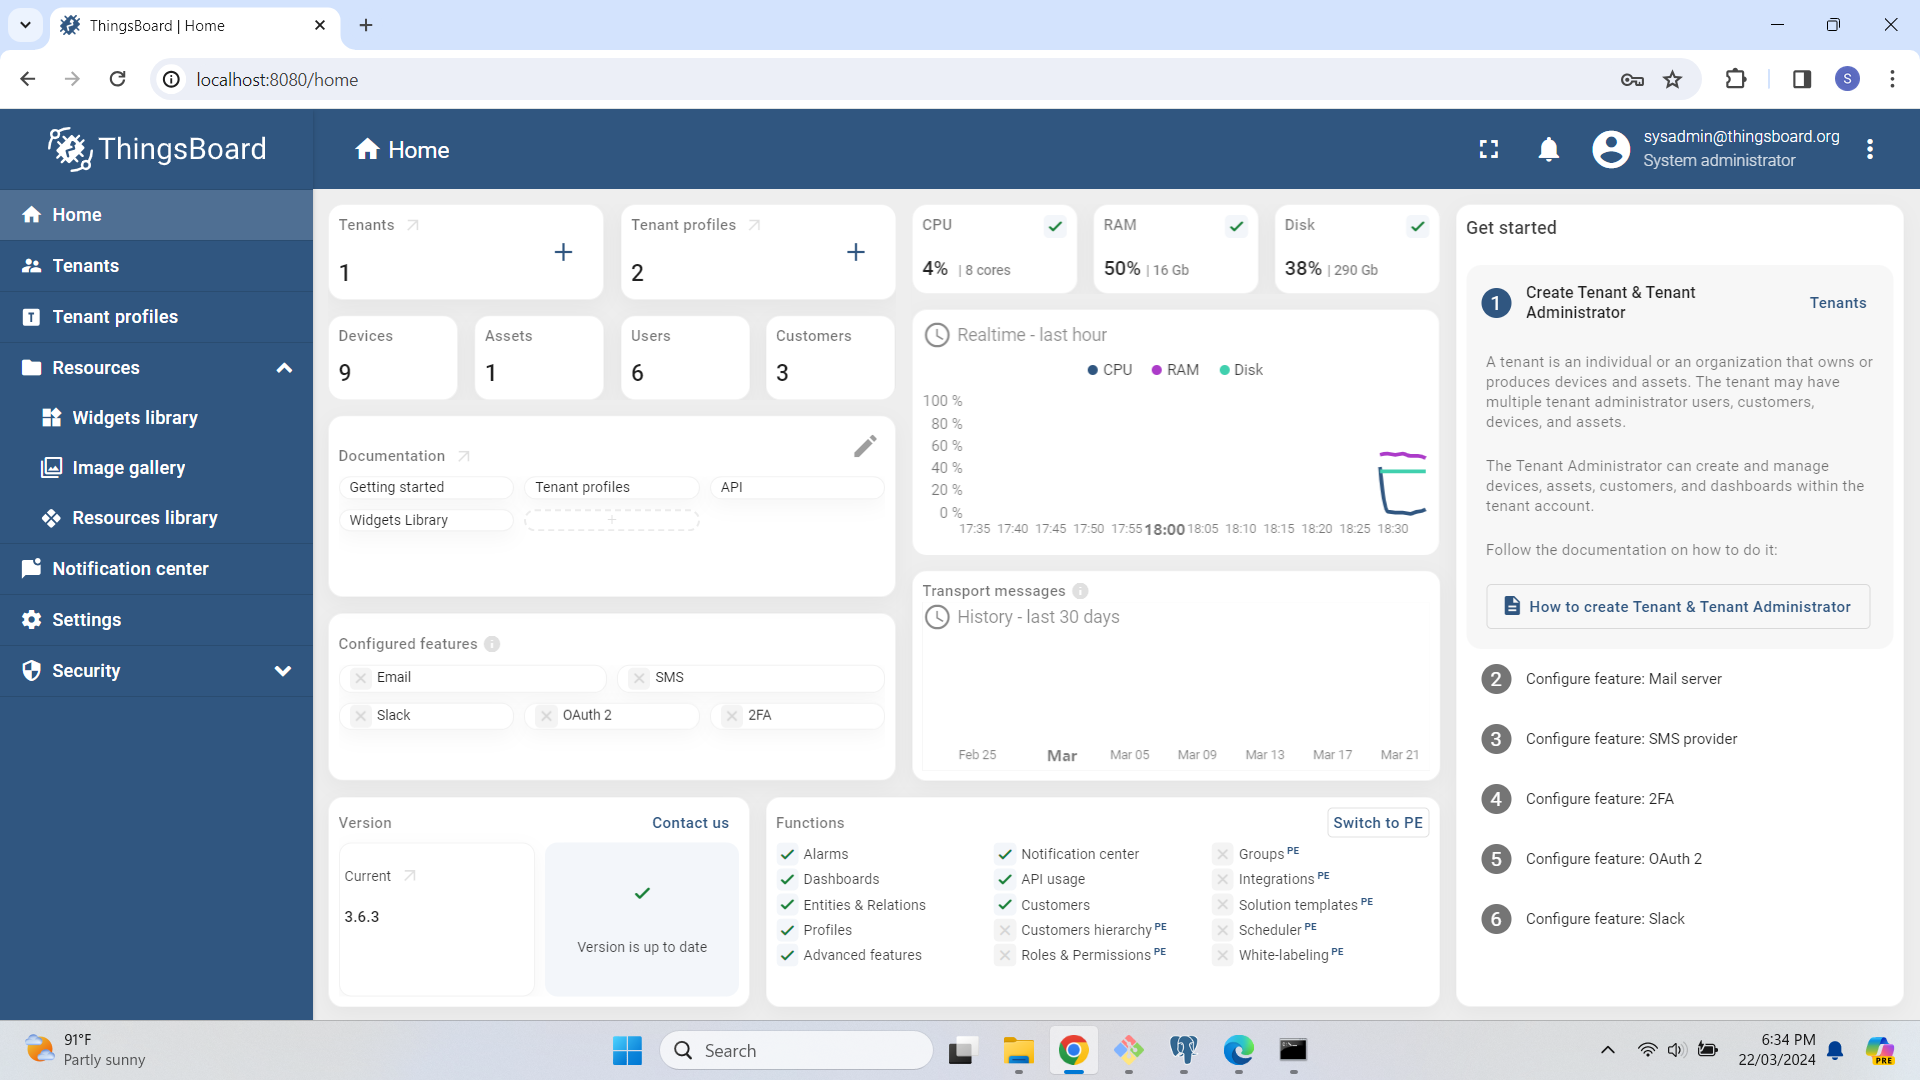 ThingsBoard | Home
localhost:8080/home
S
ThingsBoard
Home
sysadmin@thingsboard.org
System administrator
Home
Tenants
Tenant profiles
Resources
Widgets library
Image gallery
Resources library
Notification center
Settings
Security
Tenants
1
Tenant profiles
2
Devices
9
Assets
1
Users
6
Customers
3
Documentation
Getting started
Tenant profiles
API
Widgets Library
Configured features
Email
SMS
Slack
OAuth 2
2FA
Version
Contact us
Current
3.6.3
Version is up to date
CPU
4% | 8 cores
RAM
50% | 16 Gb
Disk
38% | 290 Gb
Realtime - last hour
CPU RAM Disk
100 %
80 %
60 %
40 %
20 %
0 %
17:35 17:40 17:45 17:50 17:55 18:00 18:05 18:10 18:15 18:20 18:25 18:30
Transport messages
History - last 30 days
Feb 25 Mar Mar 05 Mar 09 Mar 13 Mar 17 Mar 21
Functions
Switch to PE
Alarms
Dashboards
Entities & Relations
Profiles
Advanced features
Notification center
API usage
Customers
Customers hierarchy PE
Roles & Permissions PE
Groups PE
Integrations PE
Solution templates PE
Scheduler PE
White-labeling PE
Get started
1
Create Tenant & Tenant
Administrator
Tenants
A tenant is an individual or an organization that owns or
produces devices and assets. The tenant may have
multiple tenant administrator users, customers,
devices, and assets.
The Tenant Administrator can create and manage
devices, assets, customers, and dashboards within the
tenant account.
Follow the documentation on how to do it:
How to create Tenant & Tenant Administrator
2 Configure feature: Mail server
3 Configure feature: SMS provider
4 Configure feature: 2FA
5 Configure feature: OAuth 2
6 Configure feature: Slack
91°F
Partly sunny
Search
6:34 PM
22/03/2024
PRE